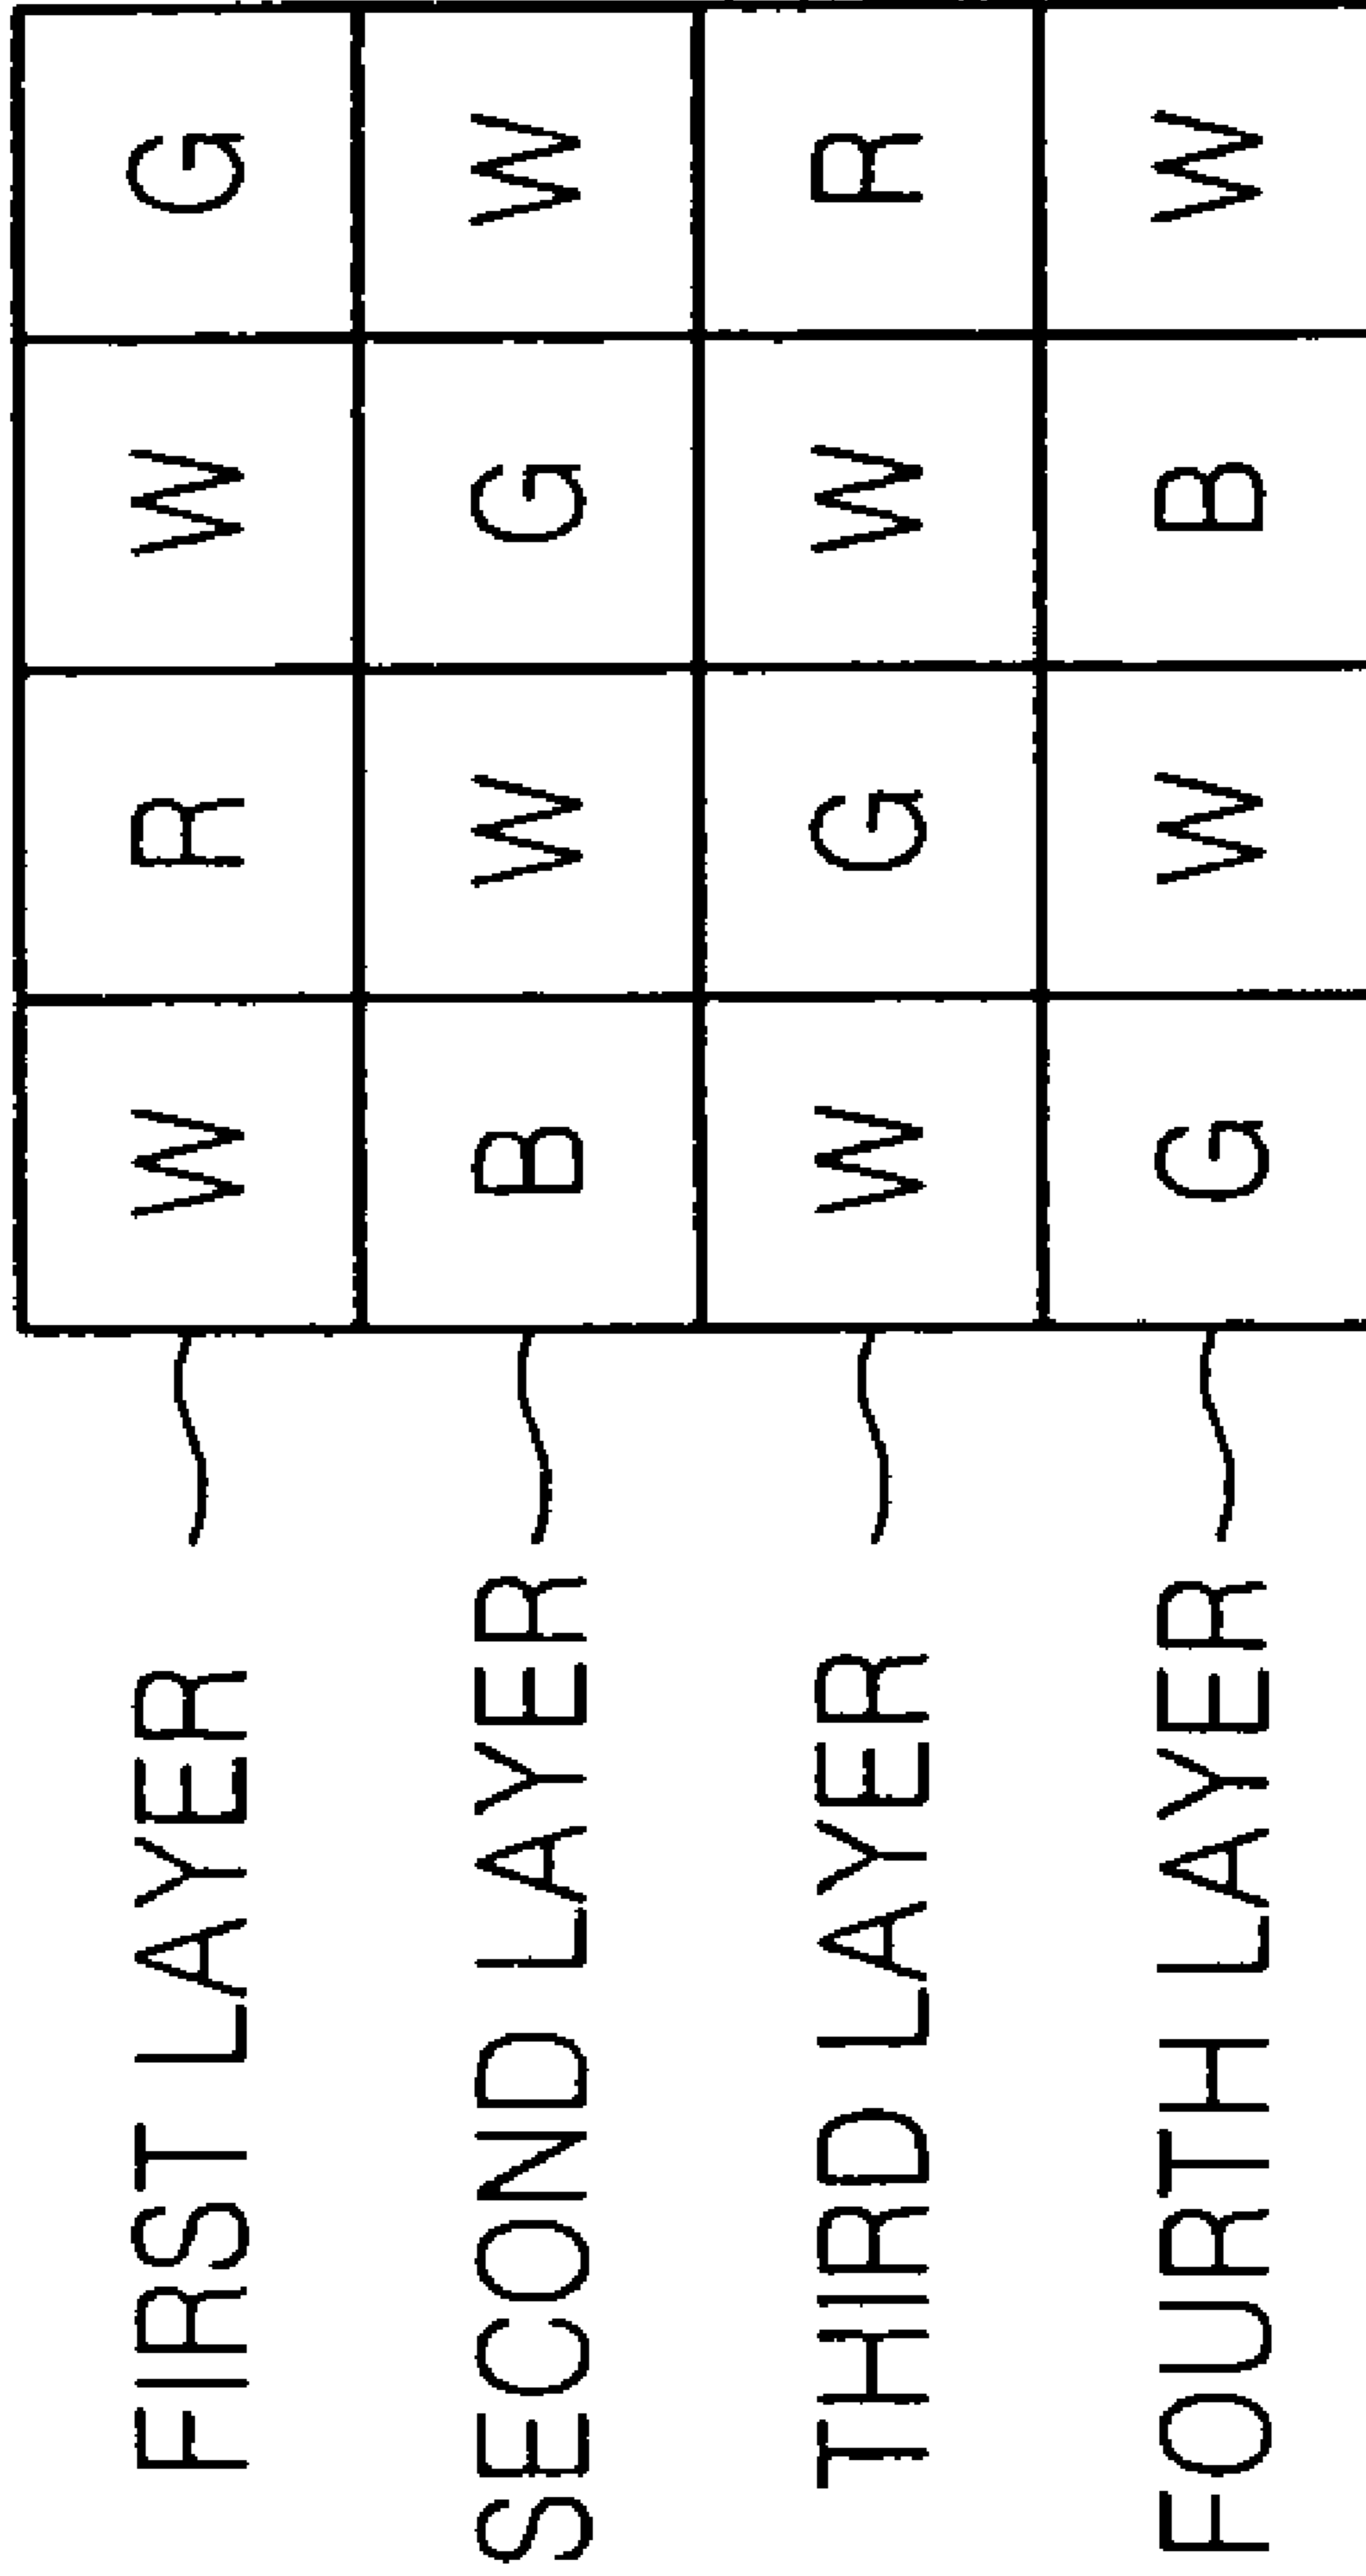 FIRST LAYER W R W G
SECOND LAYER B W G W
THIRD LAYER W G W R
FOURTH LAYER G W B W